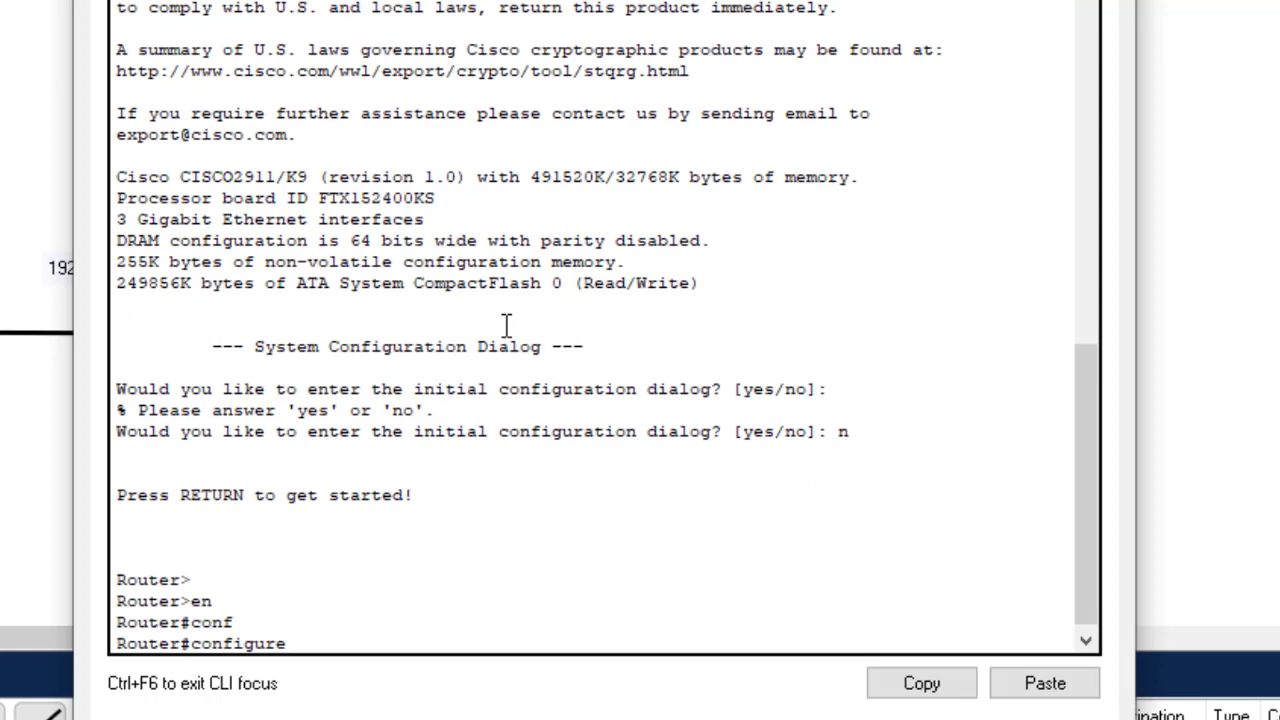 to comply with U.S. and local laws, return this product immediately.
A summary of U.S. laws governing Cisco cryptographic products may be found at:
http://www.cisco.com/wwl/export/crypto/tool/stqrg.html
If you require further assistance please contact us by sending email to
export@cisco.com.
Cisco CISCO2911/K9 (revision 1.0) with 491520K/32768K bytes of memory.
Processor board ID FTX152400KS
3 Gigabit Ethernet interfaces
DRAM configuration is 64 bits wide with parity disabled.
255K bytes of non-volatile configuration memory.
249856K bytes of ATA System CompactFlash 0 (Read/Write)
192
--- System Configuration Dialog ---
Would you like to enter the initial configuration dialog? [yes/no]:
% Please answer 'yes' or 'no'.
Would you like to enter the initial configuration dialog? [yes/no]: n
Press RETURN to get started!
Router>
Router>en
Router#conf
Router#configure
Ctrl+F6 to exit CLI focus
Copy
Paste
ination
Type